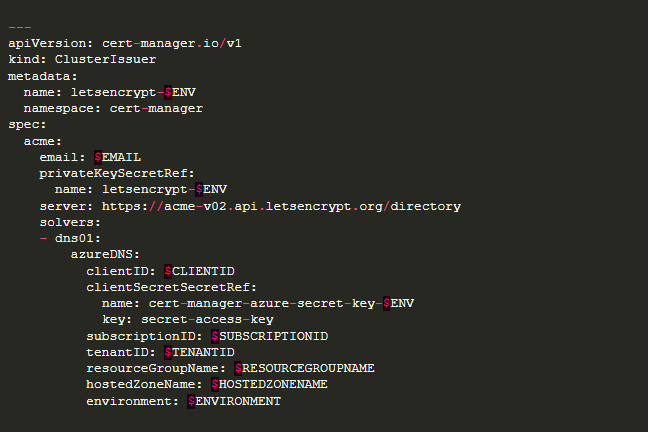 ---
apiVersion: cert-manager.io/v1
kind: ClusterIssuer
metadata:
  name: letsencrypt-$ENV
  namespace: cert-manager
spec:
  acme:
    email: $EMAIL
    privateKeySecretRef:
      name: letsencrypt-$ENV
    server: https://acme-v02.api.letsencrypt.org/directory
    solvers:
    - dns01:
        azureDNS:
          clientID: $CLIENTID
          clientSecretSecretRef:
            name: cert-manager-azure-secret-key-$ENV
            key: secret-access-key
          subscriptionID: $SUBSCRIPTIONID
          tenantID: $TENANTID
          resourceGroupName: $RESOURCEGROUPNAME
          hostedZoneName: $HOSTEDZONENAME
          environment: $ENVIRONMENT